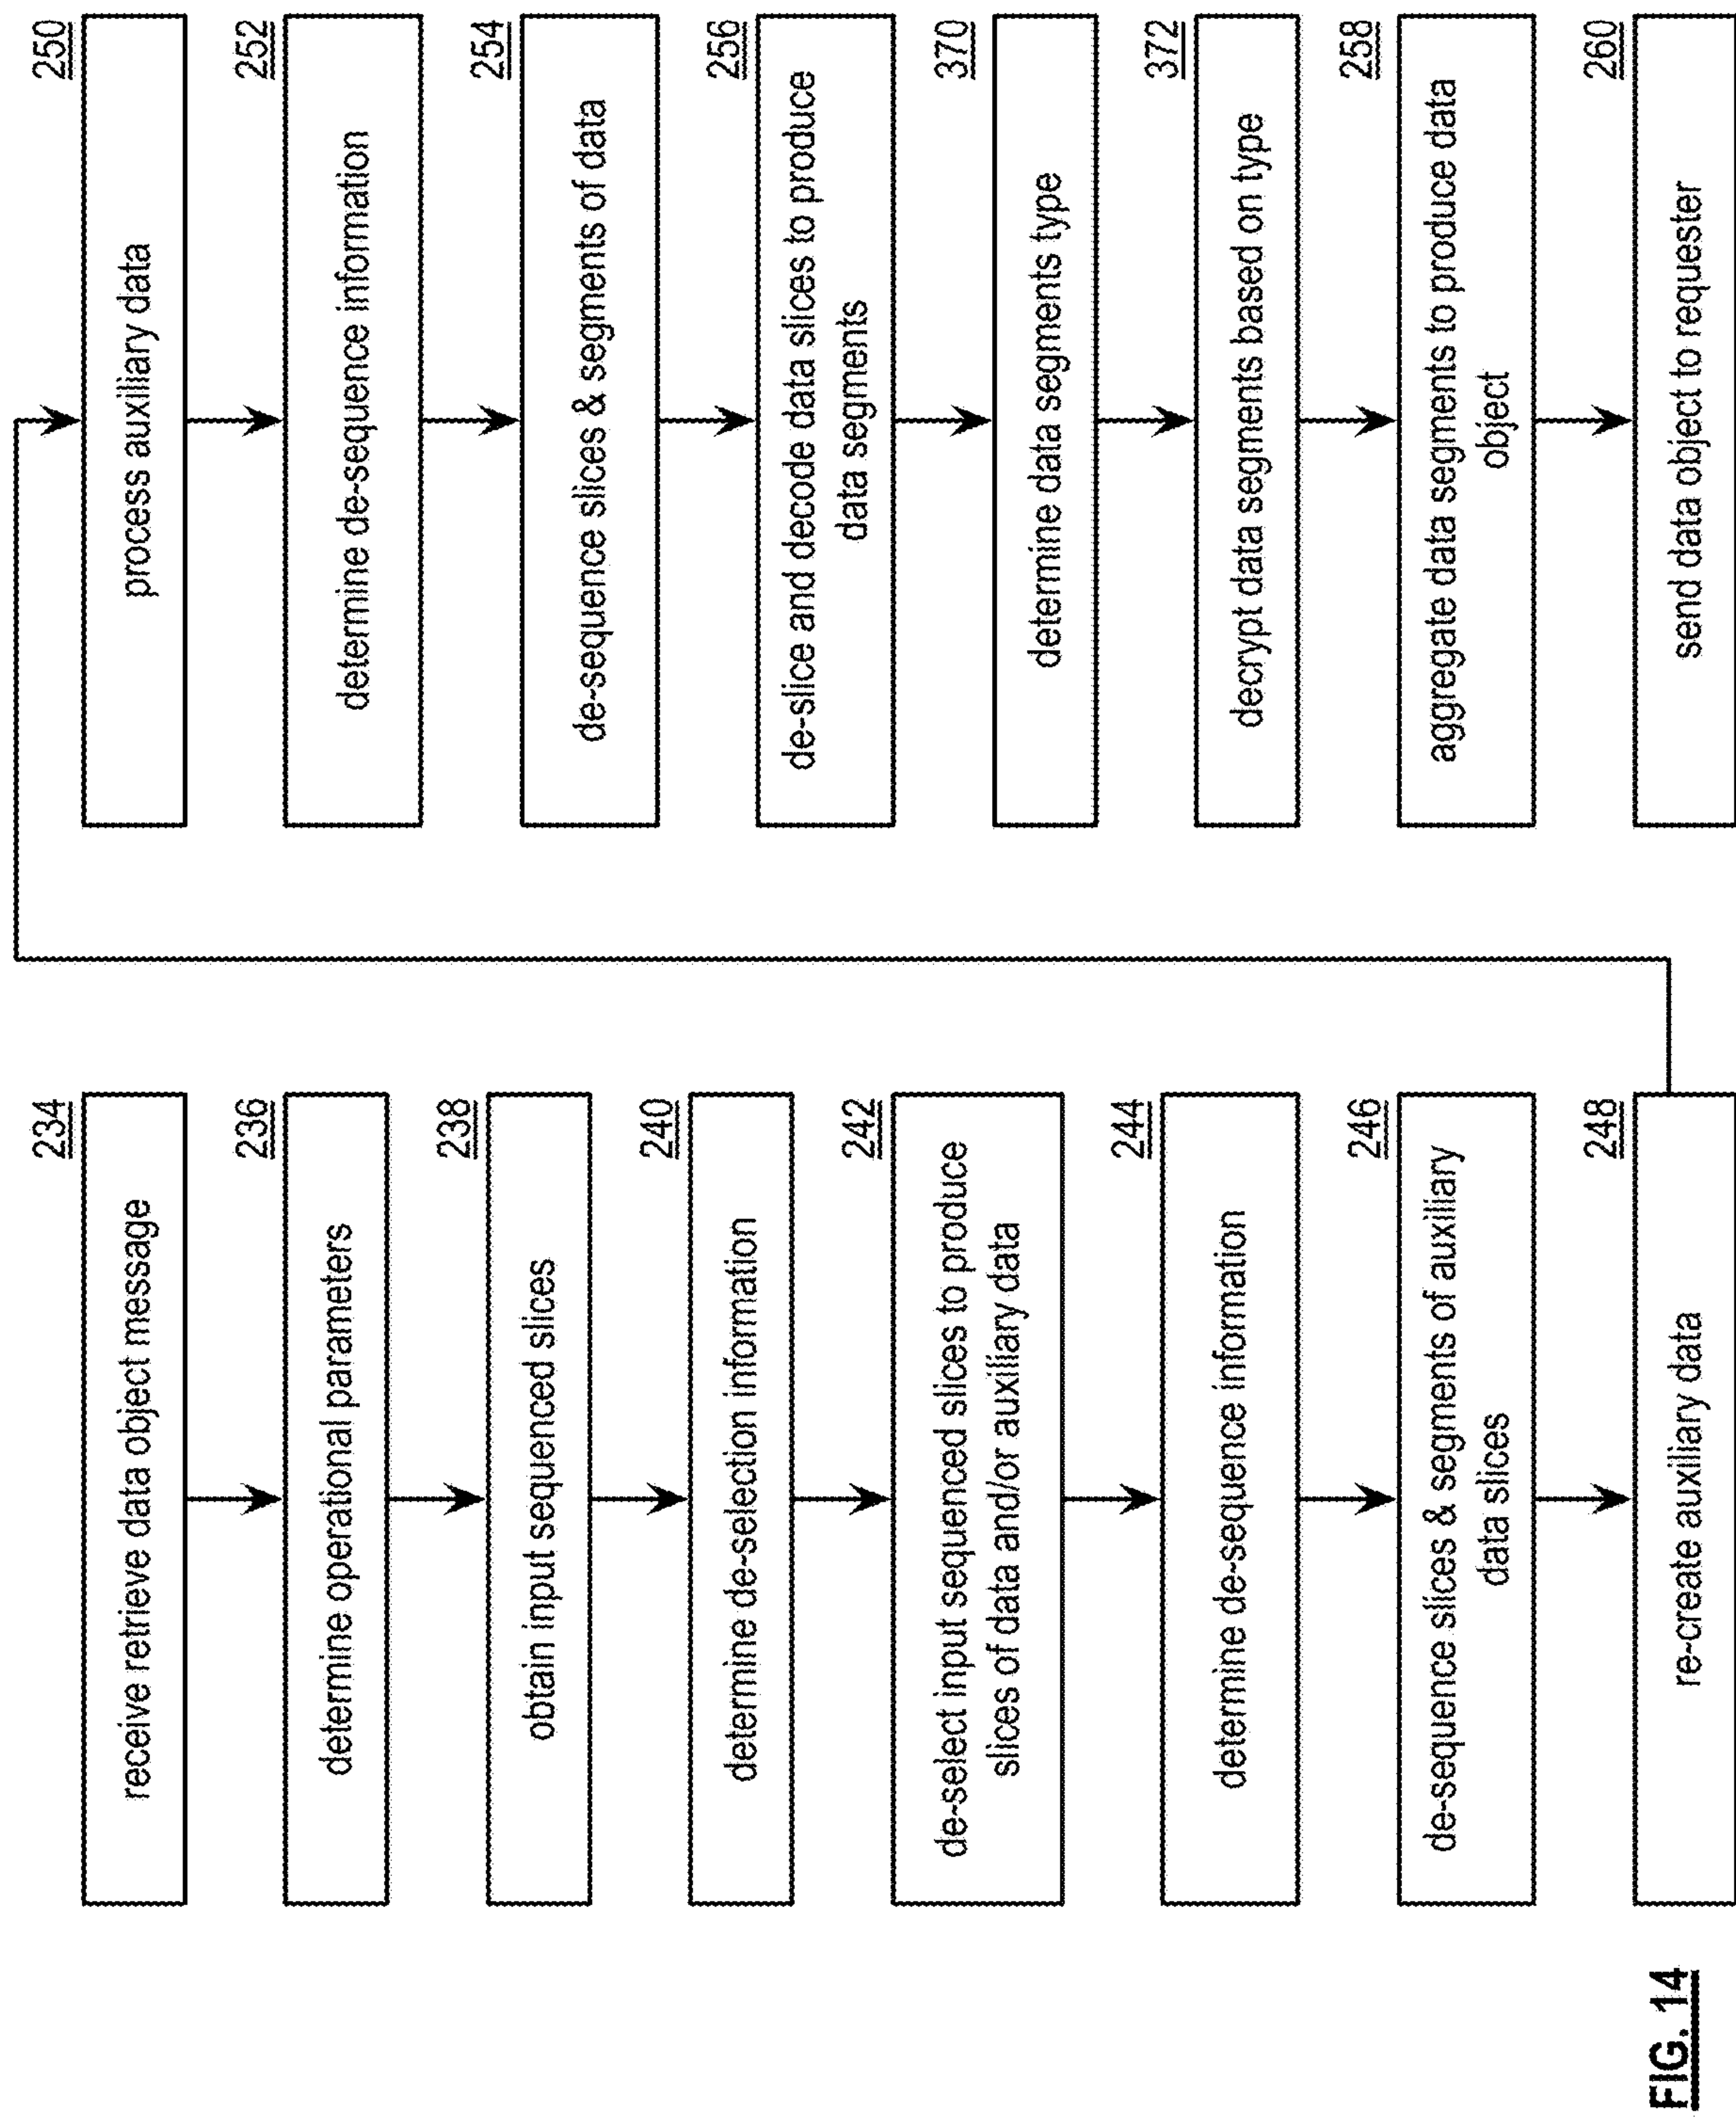 234
receive retrieve data object message
236
determine operational parameters
238
obtain input sequenced slices
240
determine de-selection information
242
de-select input sequenced slices to produce
slices of data and/or auxiliary data
244
determine de-sequence information
246
de-sequence slices & segments of auxiliary
data slices
248
re-create auxiliary data
250
process auxiliary data
252
determine de-sequence information
254
de-sequence slices & segments of data
256
de-slice and decode data slices to produce
data segments
370
determine data segments type
372
decrypt data segments based on type
258
aggregate data segments to produce data
object
260
send data object to requester
FIG. 14